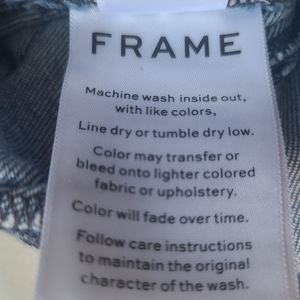 FRAME
Machine wash inside out,
with like colors,
Line dry or tumble dry low.
Color may transfer or
bleed onto lighter colored
fabric or upholstery.
Color will fade over time.
Follow care instructions
to maintain the original
character of the wash.